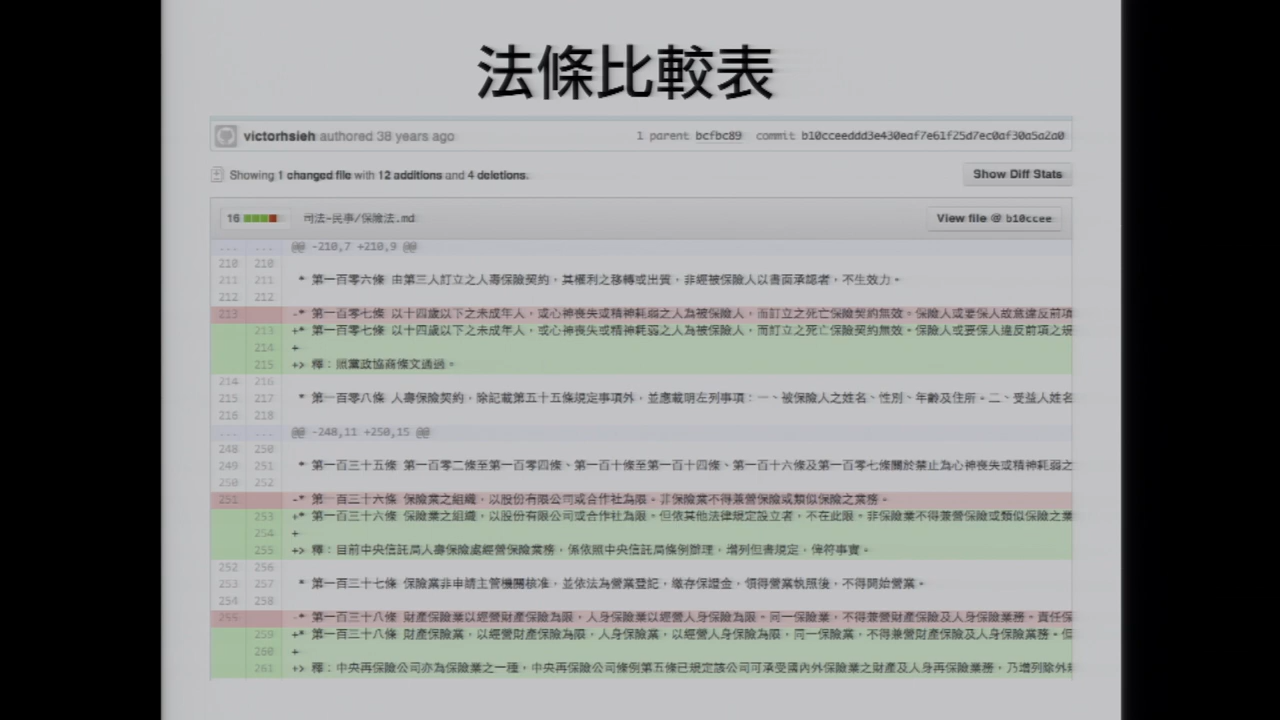 法條比較表
victorhsieh authored 38 years ago 1 parent bcfbc89 commit b10cceeddd3e430eaf7e61f25d7ec0af30a5a2a0
Showing 1 changed file with 12 additions and 4 deletions. Show Diff Stats
16 司法-民事/保險法.md View file @ b10ccee
... ... @@ -210,7 +210,9 @@
210 210
211 211 * 第一百零六條 由第三人訂立之人壽保險契約，其權利之移轉或出質，非經被保險人以書面承認者，不生效力。
212 212
213 -* 第一百零七條 以十四歲以下之未成年人，或心神喪失或精神耗弱之人為被保險人，而訂立之死亡保險契約無效。保險人或要保人故意違反前項
213 +* 第一百零七條 以十四歲以下之未成年人，或心神喪失或精神耗弱之人為被保險人，而訂立之死亡保險契約無效。保險人或要保人違反前項之規
214 +
215 +> 釋：照黨政協商條文通過。
214 216
215 217 * 第一百零八條 人壽保險契約，除記載第五十五條規定事項外，並應載明左列事項：一、被保險人之姓名、性別、年齡及住所。二、受益人姓名
216 218
... ... @@ -248,11 +250,15 @@
248 250
249 251 * 第一百三十五條 第一百零二條至第一百零四條、第一百十條至第一百十四條、第一百十六條及第一百零七條關於禁止為心神喪失或精神耗弱之
250 252
251 -* 第一百三十六條 保險業之組織，以股份有限公司或合作社為限。非保險業不得兼營保險或類似保險之業務。
253 +* 第一百三十六條 保險業之組織，以股份有限公司或合作社為限。但依其他法律規定設立者，不在此限。非保險業不得兼營保險或類似保險之業
254 +
255 +> 釋：目前中央信託局人壽保險處經營保險業務，係依照中央信託局條例辦理，增列但書規定，俾符事實。
252 256
253 257 * 第一百三十七條 保險業非申請主管機關核准，並依法為營業登記，繳存保證金，領得營業執照後，不得開始營業。
254 258
255 -* 第一百三十八條 財產保險業以經營財產保險為限，人身保險業以經營人身保險為限。同一保險業，不得兼營財產保險及人身保險業務。責任保
259 +* 第一百三十八條 財產保險業，以經營財產保險為限，人身保險業，以經營人身保險為限，同一保險業，不得兼營財產保險及人身保險業務。但
260 +
261 +> 釋：中央再保險公司亦為保險業之一種，中央再保險公司條例第五條已規定該公司可承受國內外保險業之財產及人身再保險業務，乃增列除外